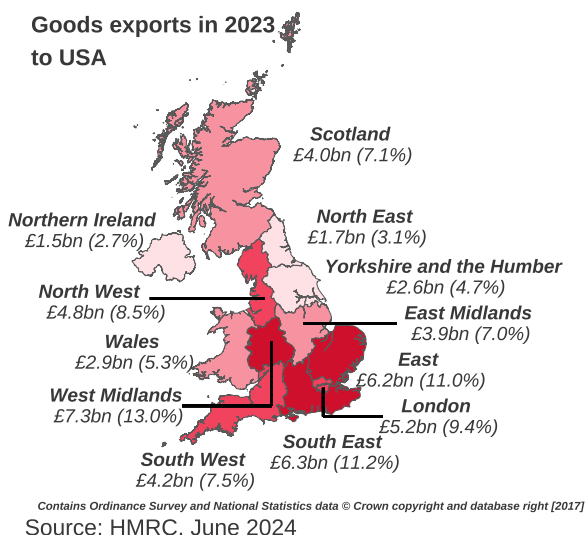 Goods exports in 2023
to USA
Scotland
£4.0bn (7.1%)
Northern Ireland
£1.5bn (2.7%)
North East
£1.7bn (3.1%)
Yorkshire and the Humber
£2.6bn (4.7%)
North West
£4.8bn (8.5%)
East Midlands
£3.9bn (7.0%)
Wales
£2.9bn (5.3%)
East
£6.2bn (11.0%)
West Midlands
£7.3bn (13.0%)
London
£5.2bn (9.4%)
South East
£6.3bn (11.2%)
South West
£4.2bn (7.5%)
Contains Ordinance Survey and National Statistics data © Crown copyright and database right [2017]
Source: HMRC, June 2024